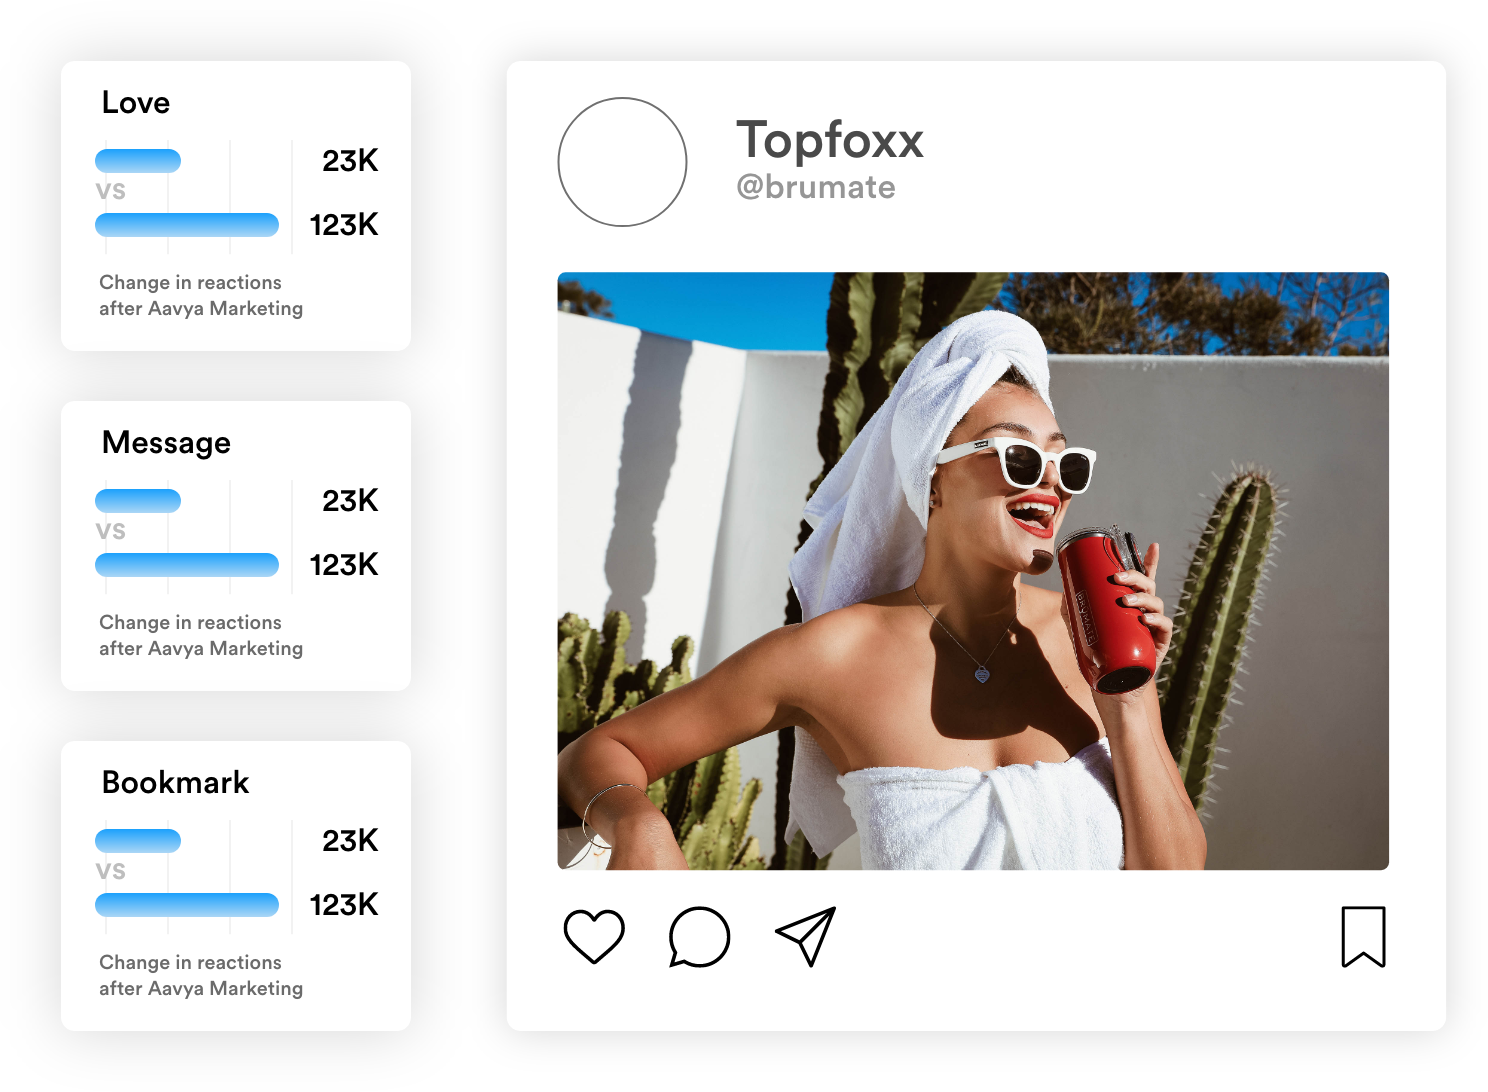 Love
23K
VS
123K
Change in reactions
after Aavya Marketing
Message
23K
VS
123K
Change in reactions
after Aavya Marketing
Bookmark
23K
VS
123K
Change in reactions
after Aavya Marketing
Topfoxx
@brumate
BRUMATE